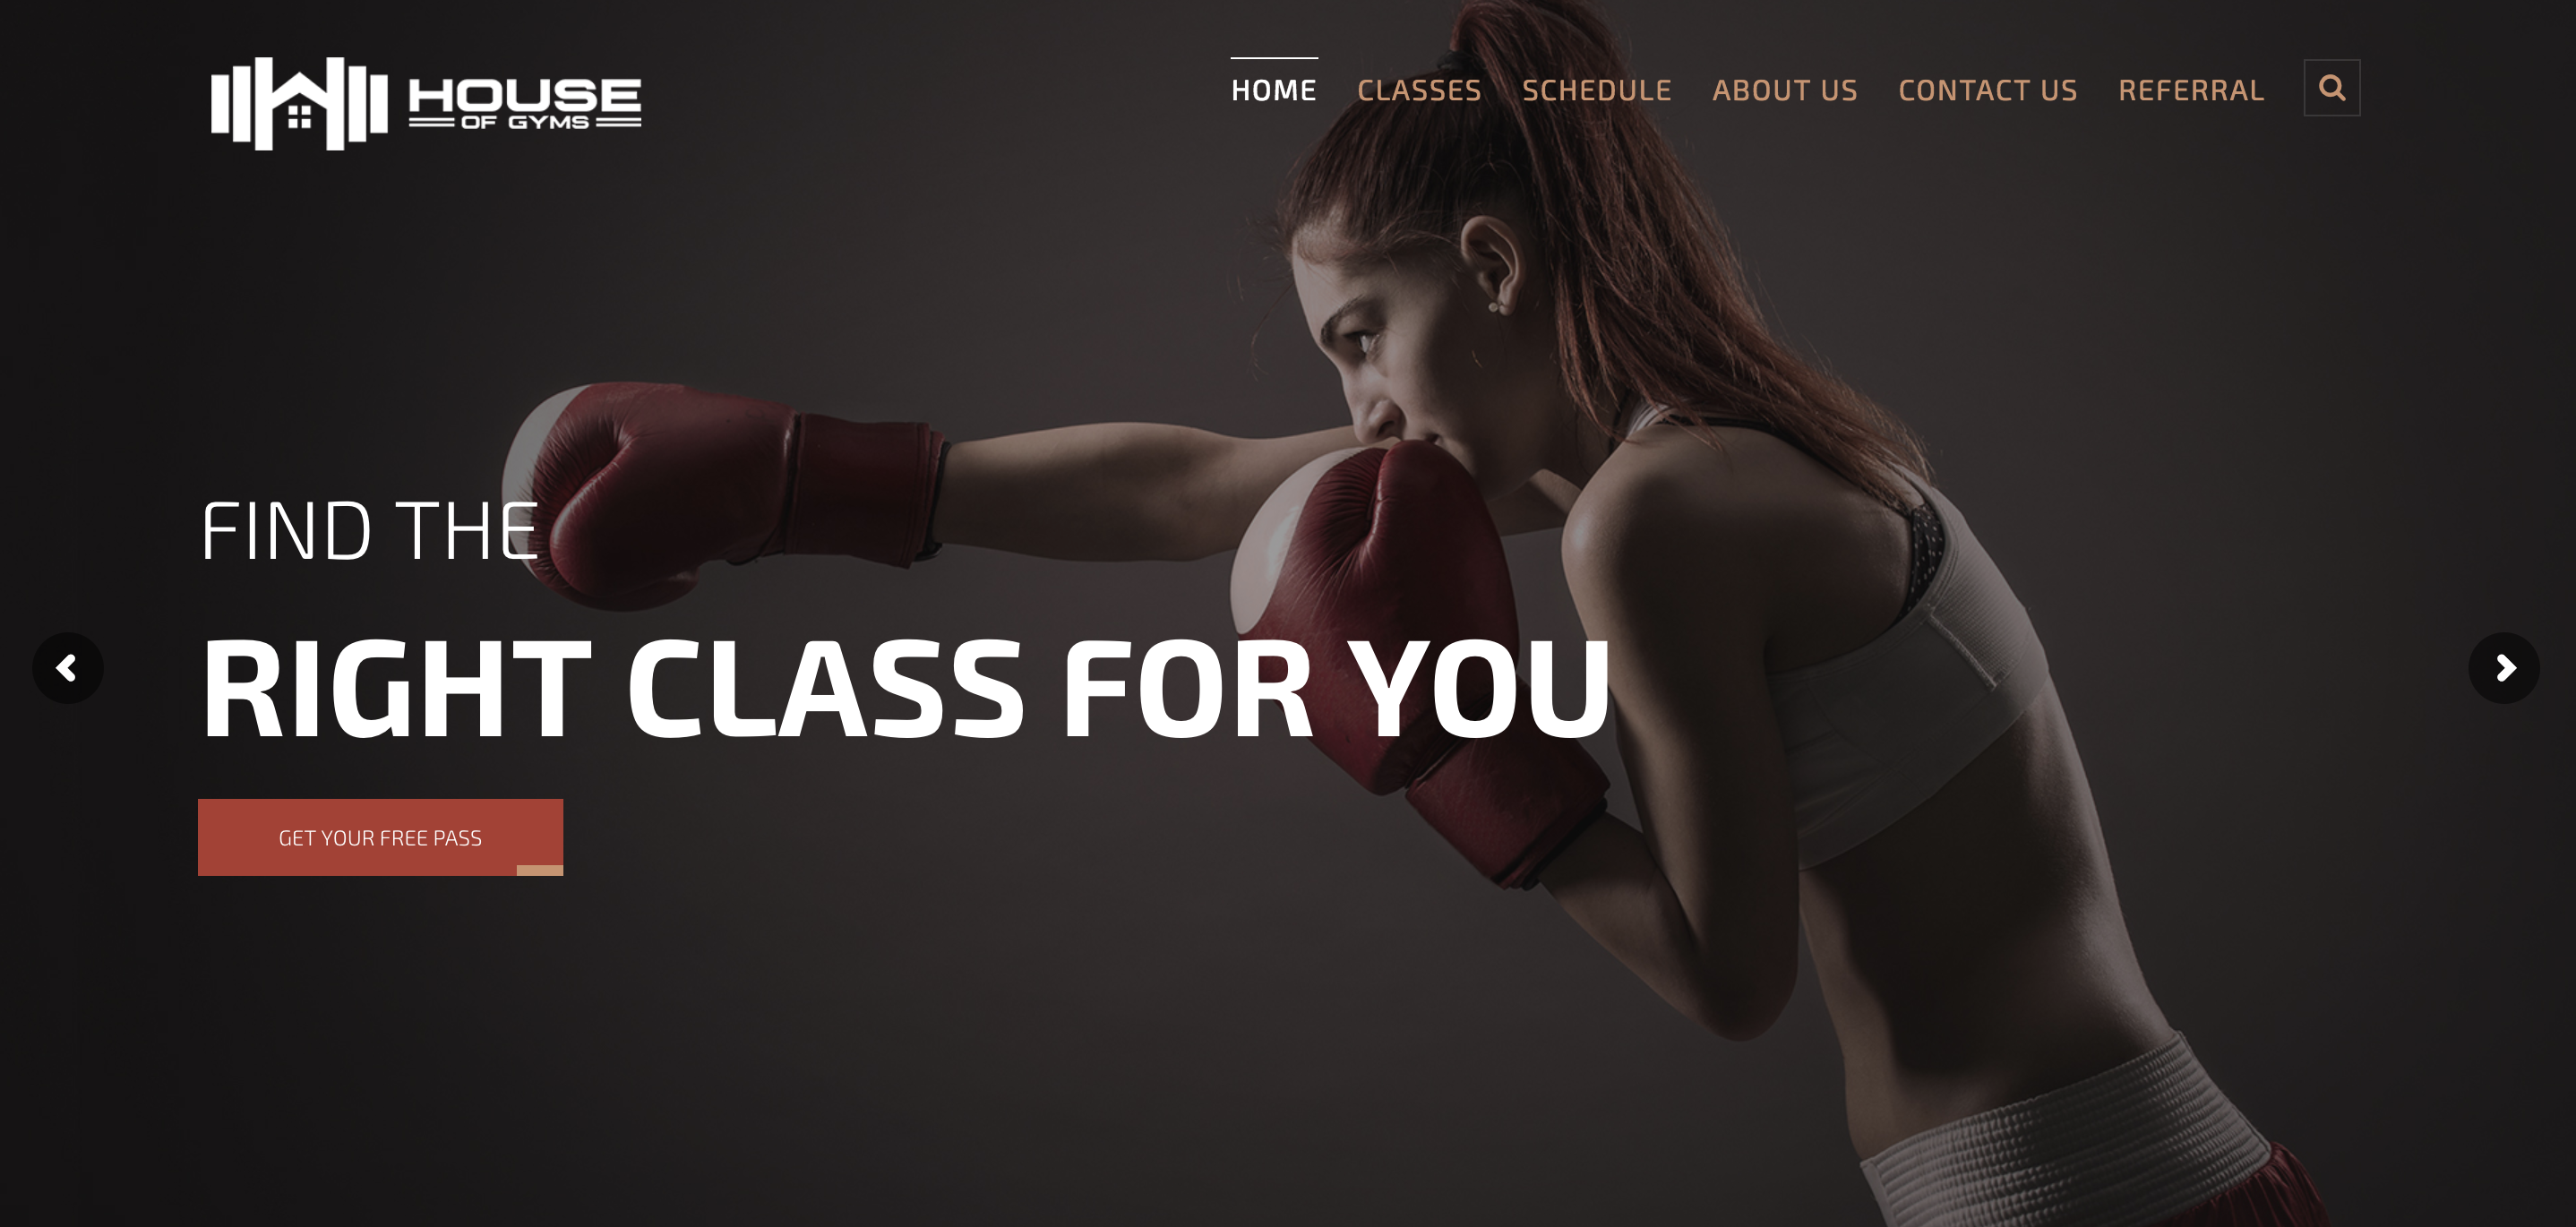 HOUSE
OF GYMS
HOME CLASSES SCHEDULE ABOUT US CONTACT US REFERRAL
FIND THE
RIGHT CLASS FOR YOU
GET YOUR FREE PASS